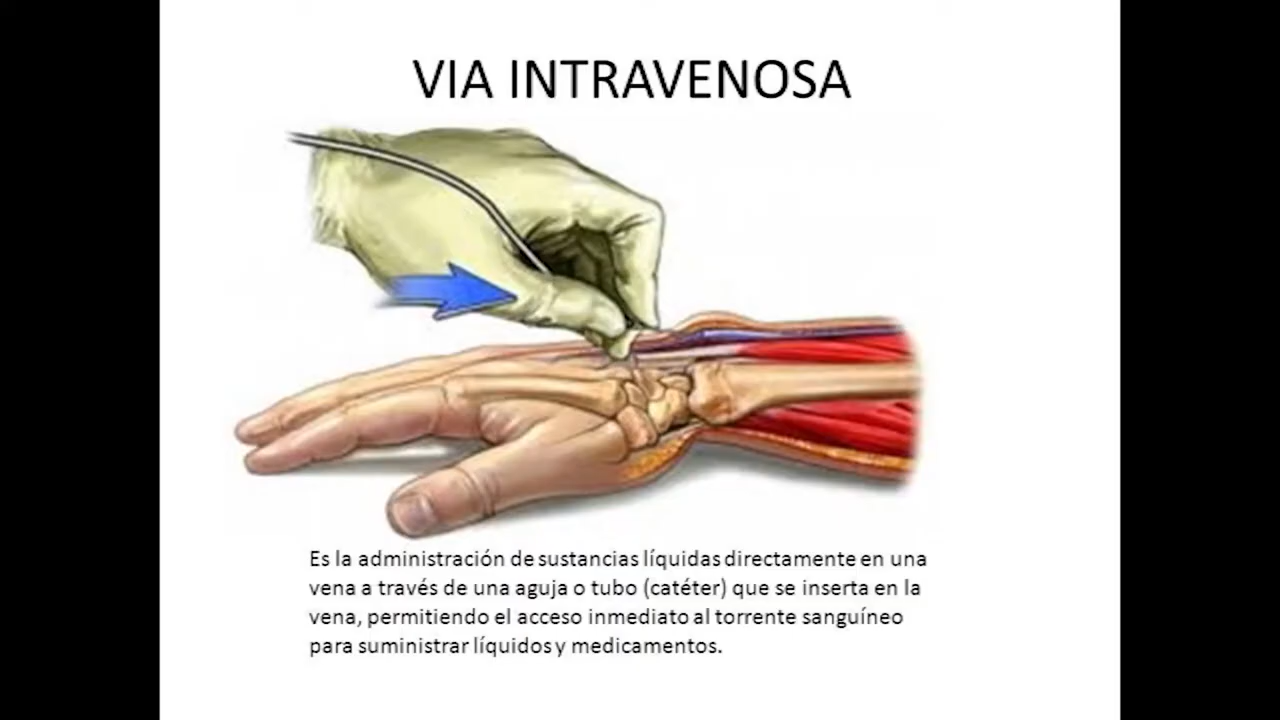 VIA INTRAVENOSA
Es la administración de sustancias líquidas directamente en una
vena a través de una aguja o tubo (catéter) que se inserta en la
vena, permitiendo el acceso inmediato al torrente sanguíneo
para suministrar líquidos y medicamentos.